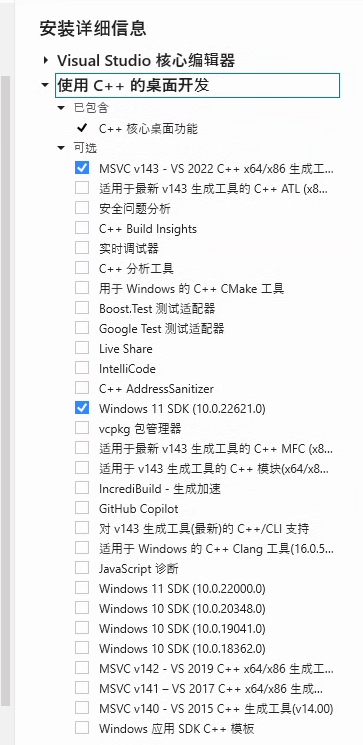 安装详细信息
Visual Studio 核心编辑器
使用 C++ 的桌面开发
已包含
C++ 核心桌面功能
可选
MSVC v143 - VS 2022 C++ x64/x86 生成工...
适用于最新 v143 生成工具的 C++ ATL (x8...
安全问题分析
C++ Build Insights
实时调试器
C++ 分析工具
用于 Windows 的 C++ CMake 工具
Boost.Test 测试适配器
Google Test 测试适配器
Live Share
IntelliCode
C++ AddressSanitizer
Windows 11 SDK (10.0.22621.0)
vcpkg 包管理器
适用于最新 v143 生成工具的 C++ MFC (x8...
适用于 v143 生成工具的 C++ 模块(x64/x8...
IncrediBuild - 生成加速
GitHub Copilot
对 v143 生成工具(最新)的 C++/CLI 支持
适用于 Windows 的 C++ Clang 工具(16.0.5...
JavaScript 诊断
Windows 11 SDK (10.0.22000.0)
Windows 10 SDK (10.0.20348.0)
Windows 10 SDK (10.0.19041.0)
Windows 10 SDK (10.0.18362.0)
MSVC v142 - VS 2019 C++ x64/x86 生成工...
MSVC v141 – VS 2017 C++ x64/x86 生成...
MSVC v140 - VS 2015 C++ 生成工具(v14.00)
Windows 应用 SDK C++ 模板